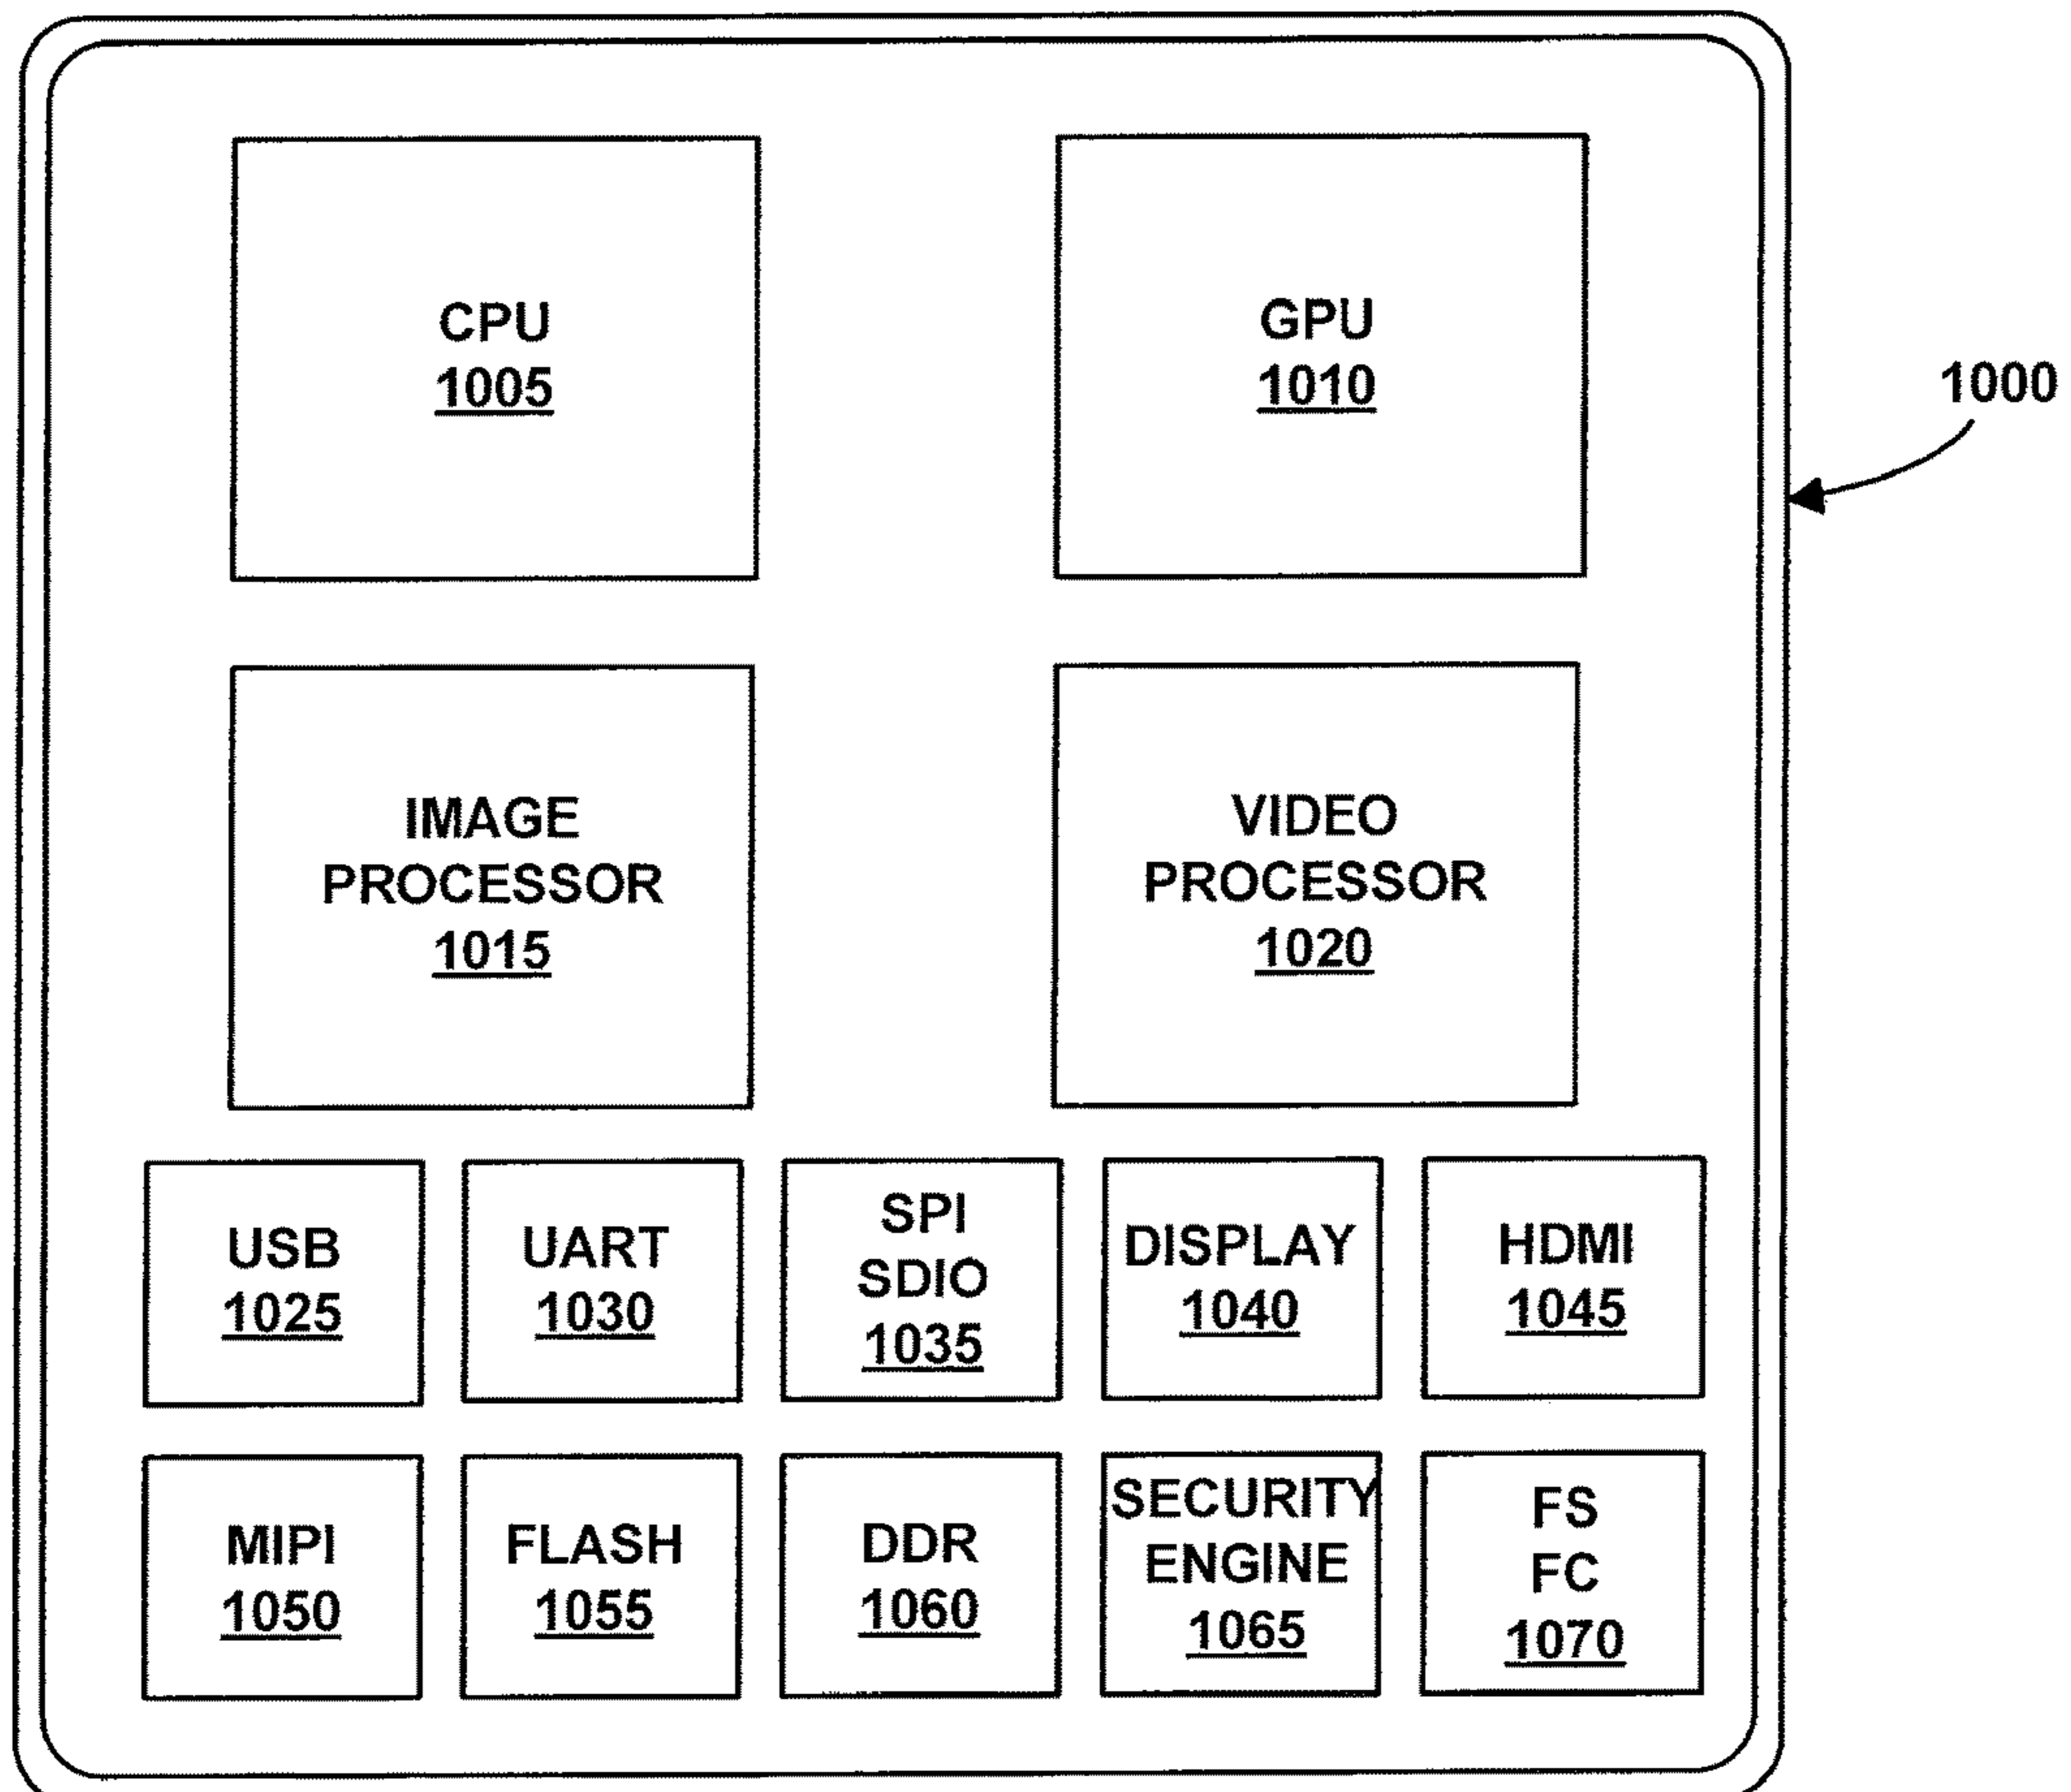 CPU
1005
GPU
1010
1000
IMAGE
PROCESSOR
1015
VIDEO
PROCESSOR
1020
USB
1025
UART
1030
SPI
SDIO
1035
DISPLAY
1040
HDMI
1045
MIPI
1050
FLASH
1055
DDR
1060
SECURITY
ENGINE
1065
FS
FC
1070